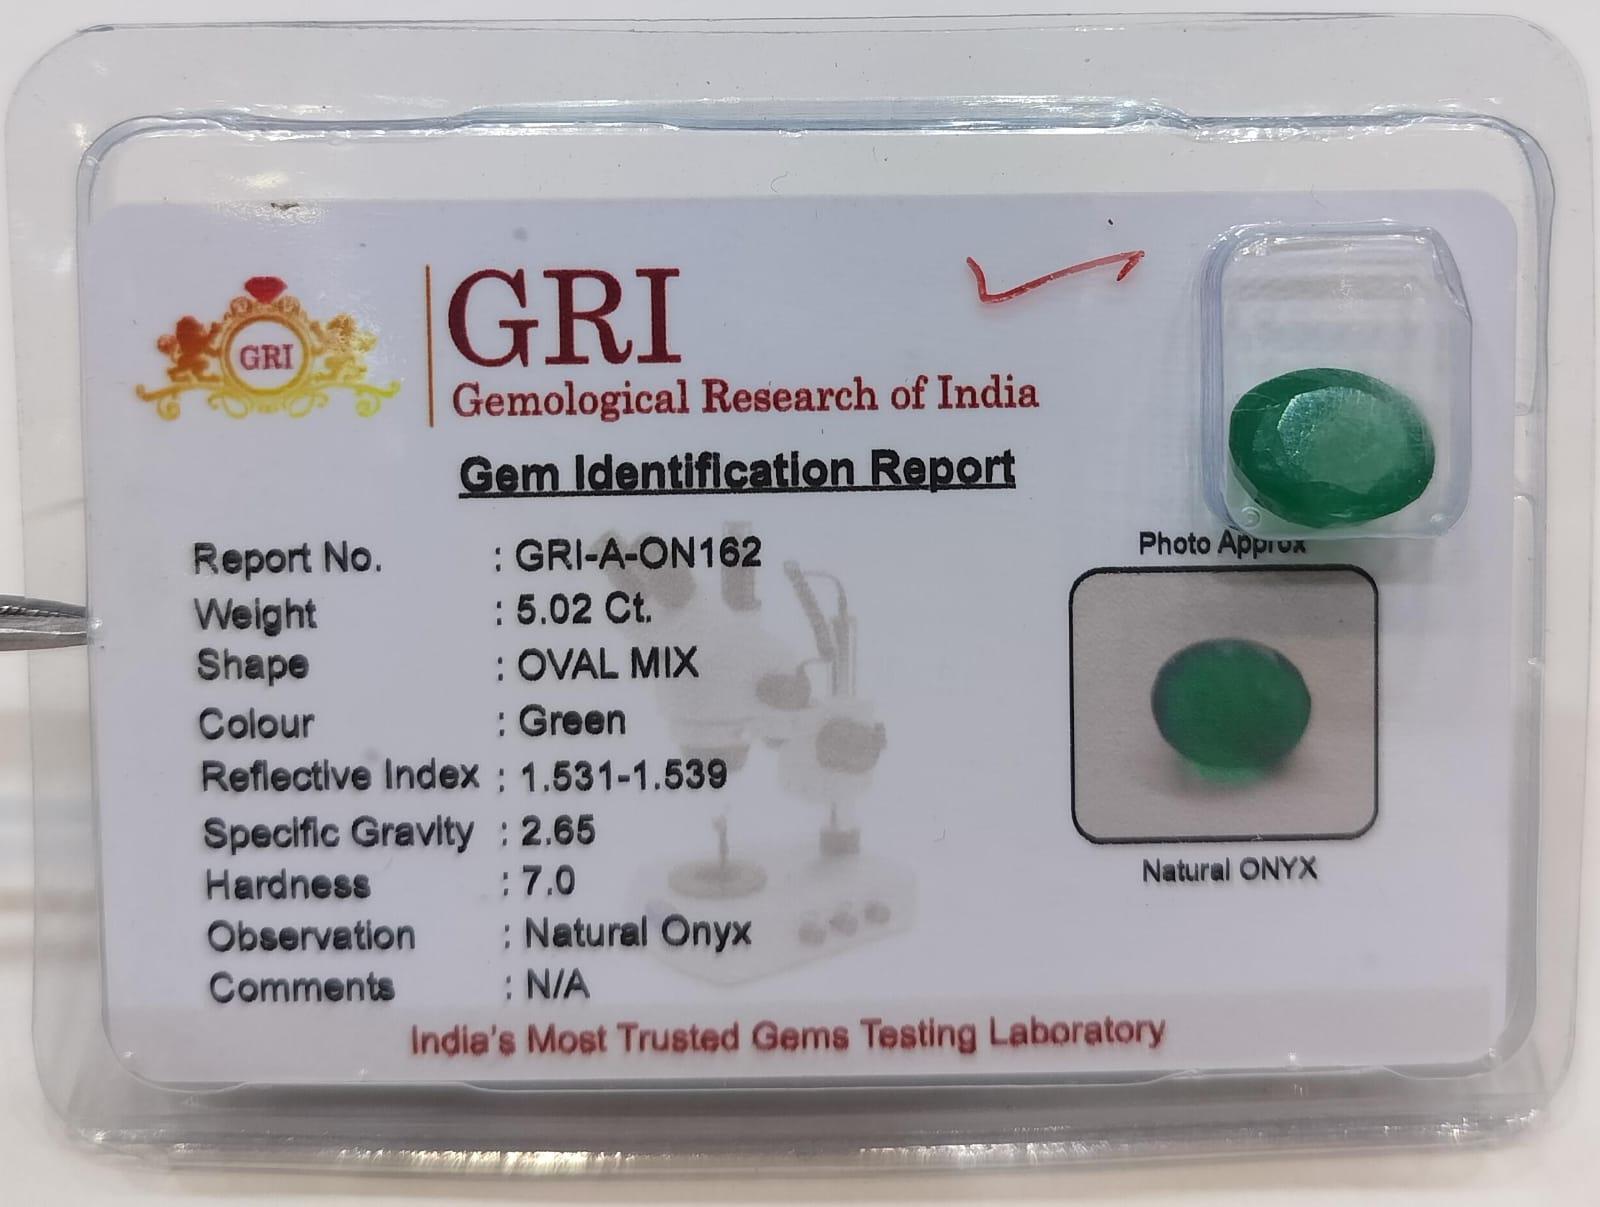 GRI
GRI
Gemological Research of India
Gem Identification Report
Report No. : GRI-A-ON162
Weight : 5.02 Ct.
Shape : OVAL MIX
Colour : Green
Reflective Index : 1.531-1.539
Specific Gravity : 2.65
Hardness : 7.0
Observation : Natural Onyx
Comments : N/A
Photo Approx
Natural ONYX
India's Most Trusted Gems Testing Laboratory